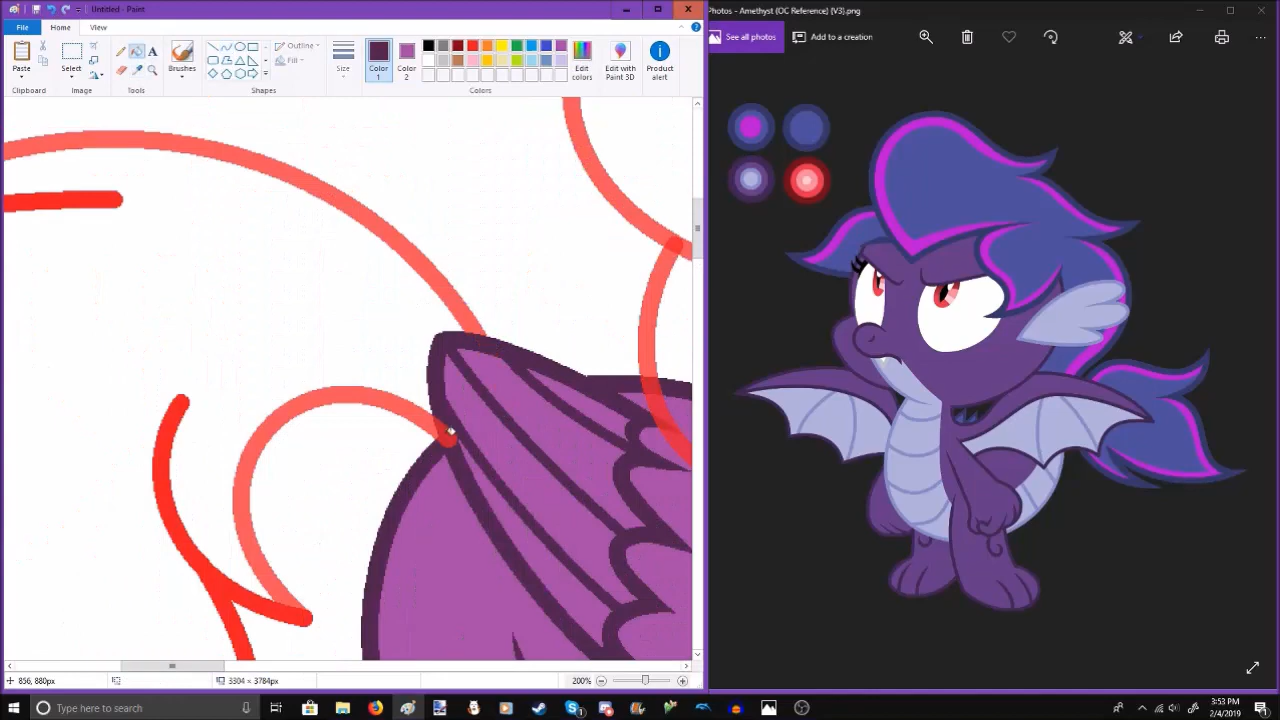 Untitled - Paint
Photos - Amethyst [OC Reference] [V3].png
File
Home
View
See all photos
Add to a creation
Paste
Select
Brushes
Outline
Fill
Size
Color 1
Color 2
Edit colors
Edit with Paint 3D
Product alert
Clipboard
Image
Tools
Shapes
Colors
856, 880px
3304 × 3784px
200%
Type here to search
3:53 PM
2/4/2019